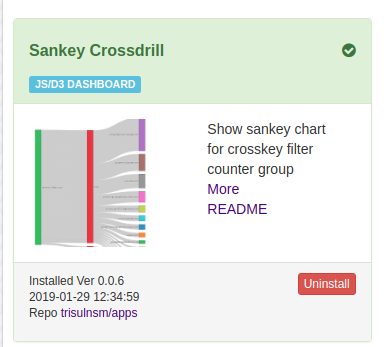 Sankey Crossdrill
JS/D3 DASHBOARD
Show sankey chart
for crosskey filter
counter group
More
README
Installed Ver 0.0.6
2019-01-29 12:34:59
Repo trisulnsm/apps
Uninstall